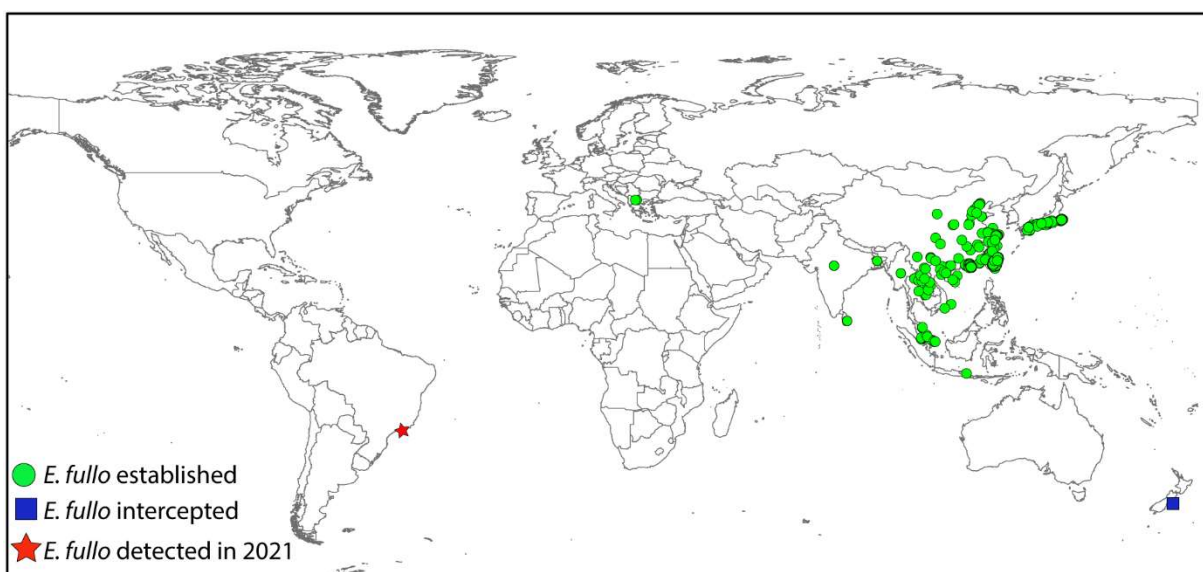 E. fullo established
E. fullo intercepted
E. fullo detected in 2021